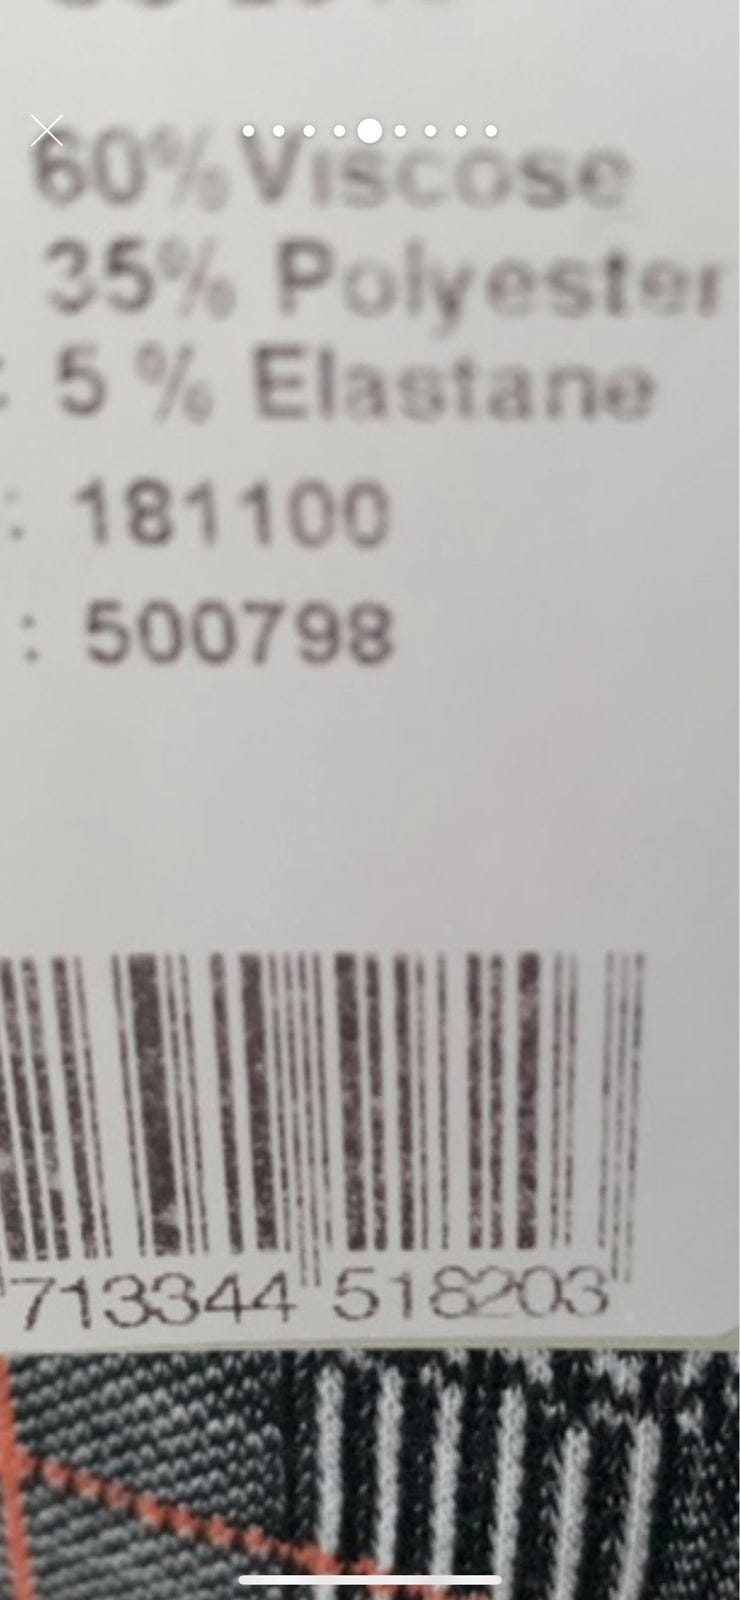 60% Viscose
35% Polyester
: 5 % Elastane
: 181100
: 500798
713344 518203